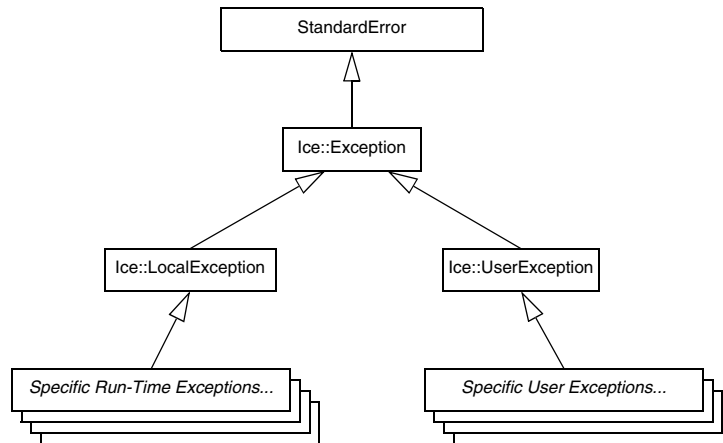 StandardError
Ice::Exception
Ice::LocalException
Ice::UserException
Specific Run-Time Exceptions...
Specific User Exceptions...